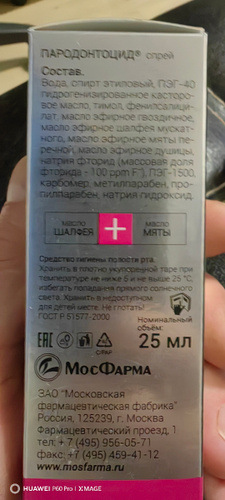 ПАРОДОНТОЦИД® спрей
Состав.
Вода, спирт этиловый, ПЭГ-40
гидрогенизированное касторо-
вое масло, тимол, фенилсалици-
лат, масло эфирное гвоздичное,
масло эфирное шалфея мускат-
ного, масло эфирное мяты пе-
речной, масло эфирное душицы,
натрия фторид (массовая доля
фторида - 100 ppm F⁻), ПЭГ-1500,
карбомер, метилпарабен, про-
пилпарабен, натрия гидроксид.
масло ШАЛФЕЯ + масло МЯТЫ
Средство гигиены полости рта.
Хранить в плотно укупоренной таре при
температуре не ниже 5 и не выше 25 °С,
избегать попадания прямого солнечного
света. Хранить в недоступном
для детей месте. Не глотать!
ГОСТ Р 51577-2000
Номинальный
объём:
25 мл
ЕАС
МОСФАРМА
ЗАО "Московская
фармацевтическая фабрика"
Россия, 125239, г. Москва
Фармацевтический проезд, 1
тел: + 7 (495) 956-05-71
факс: +7 (495) 459-41-12
www.mosfarma.ru
HUAWEI P60 Pro | XMAGE